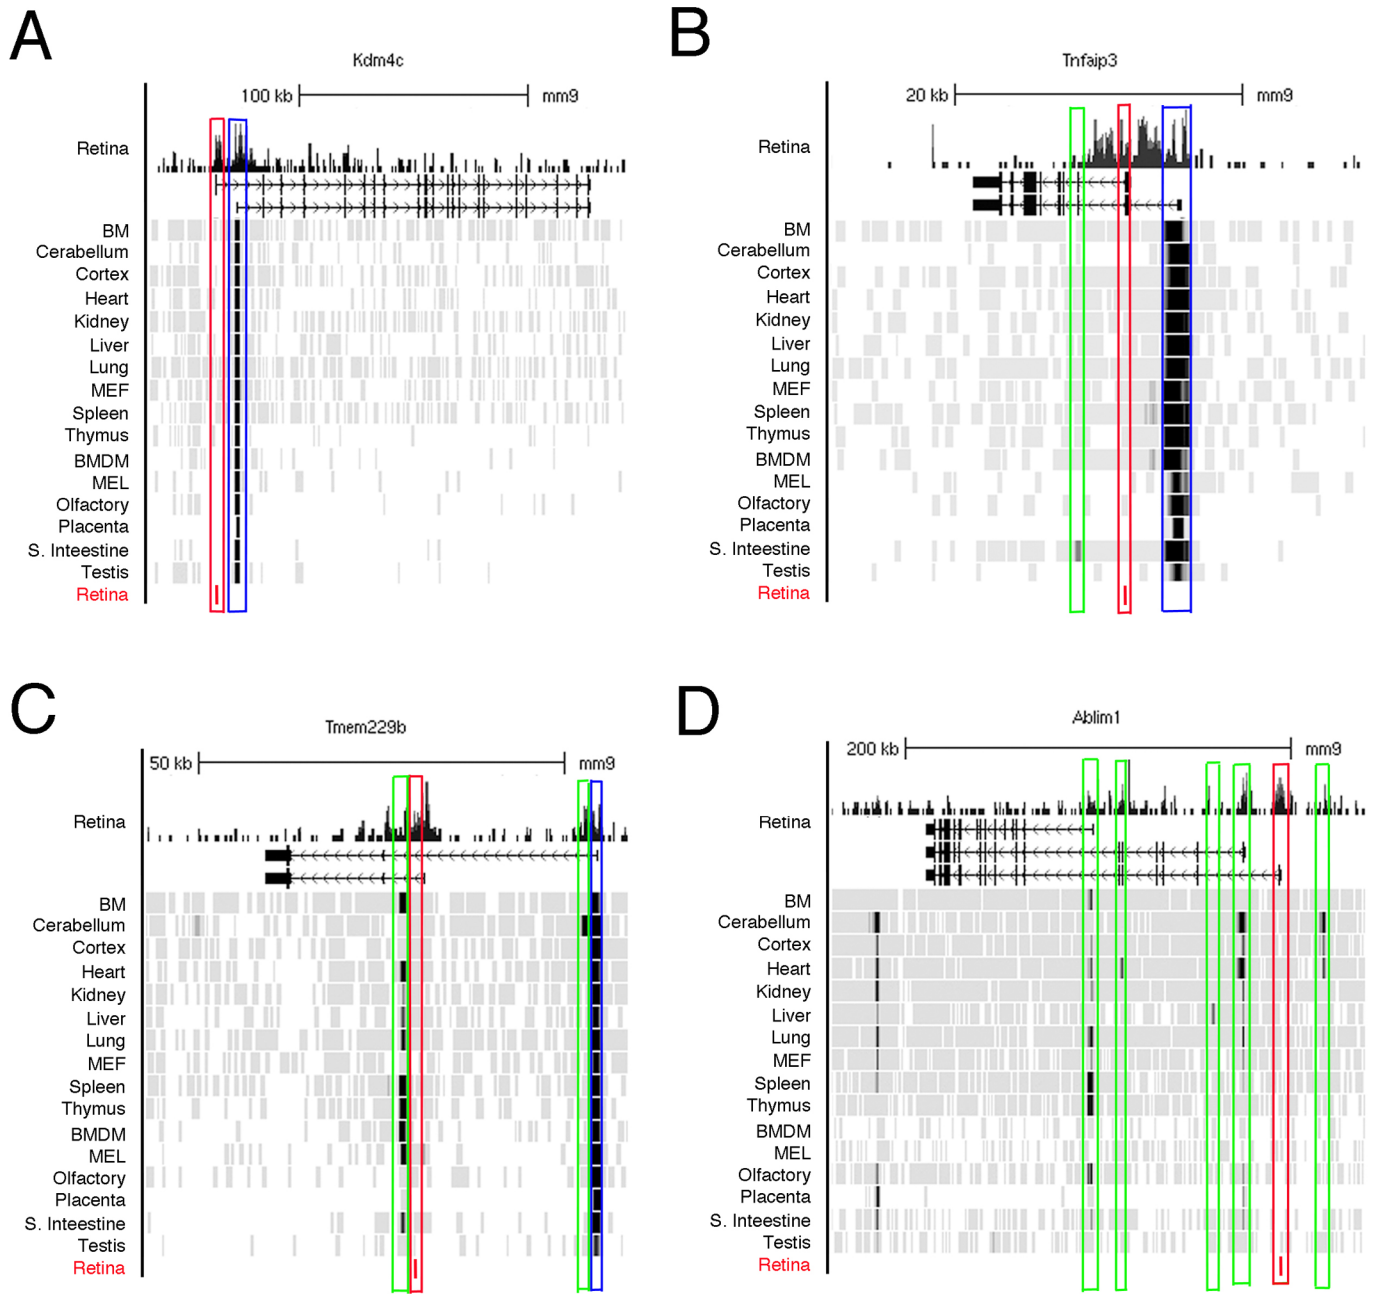 A
Kdm4c
100 kb mm9
Retina
BM
Cerabellum
Cortex
Heart
Kidney
Liver
Lung
MEF
Spleen
Thymus
BMDM
MEL
Olfactory
Placenta
S. Inteestine
Testis
Retina
B
Tnfaip3
20 kb mm9
Retina
BM
Cerabellum
Cortex
Heart
Kidney
Liver
Lung
MEF
Spleen
Thymus
BMDM
MEL
Olfactory
Placenta
S. Inteestine
Testis
Retina
C
Tmem229b
50 kb mm9
Retina
BM
Cerabellum
Cortex
Heart
Kidney
Liver
Lung
MEF
Spleen
Thymus
BMDM
MEL
Olfactory
Placenta
S. Inteestine
Testis
Retina
D
Ablim1
200 kb mm9
Retina
BM
Cerabellum
Cortex
Heart
Kidney
Liver
Lung
MEF
Spleen
Thymus
BMDM
MEL
Olfactory
Placenta
S. Inteestine
Testis
Retina